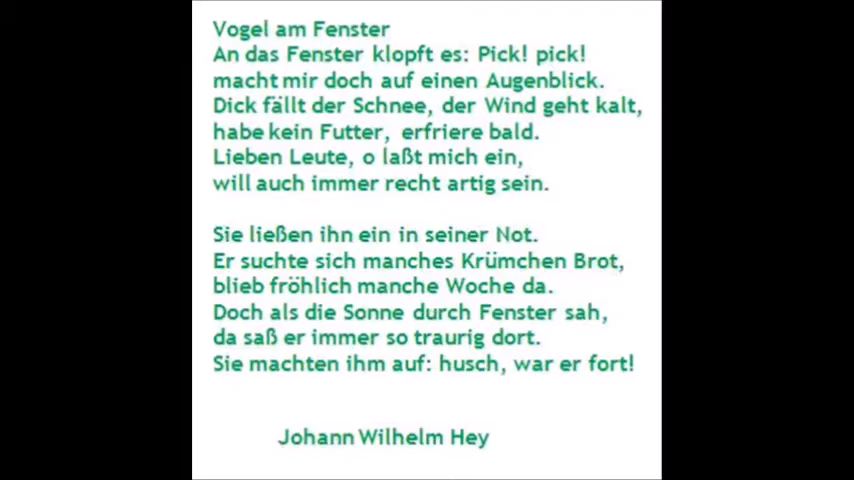 Vogel am Fenster
An das Fenster klopft es: Pick! pick!
macht mir doch auf einen Augenblick.
Dick fällt der Schnee, der Wind geht kalt,
habe kein Futter, erfriere bald.
Lieben Leute, o laßt mich ein,
will auch immer recht artig sein.
Sie ließen ihn ein in seiner Not.
Er suchte sich manches Krümchen Brot,
blieb fröhlich manche Woche da.
Doch als die Sonne durch Fenster sah,
da saß er immer so traurig dort.
Sie machten ihm auf: husch, war er fort!
Johann Wilhelm Hey